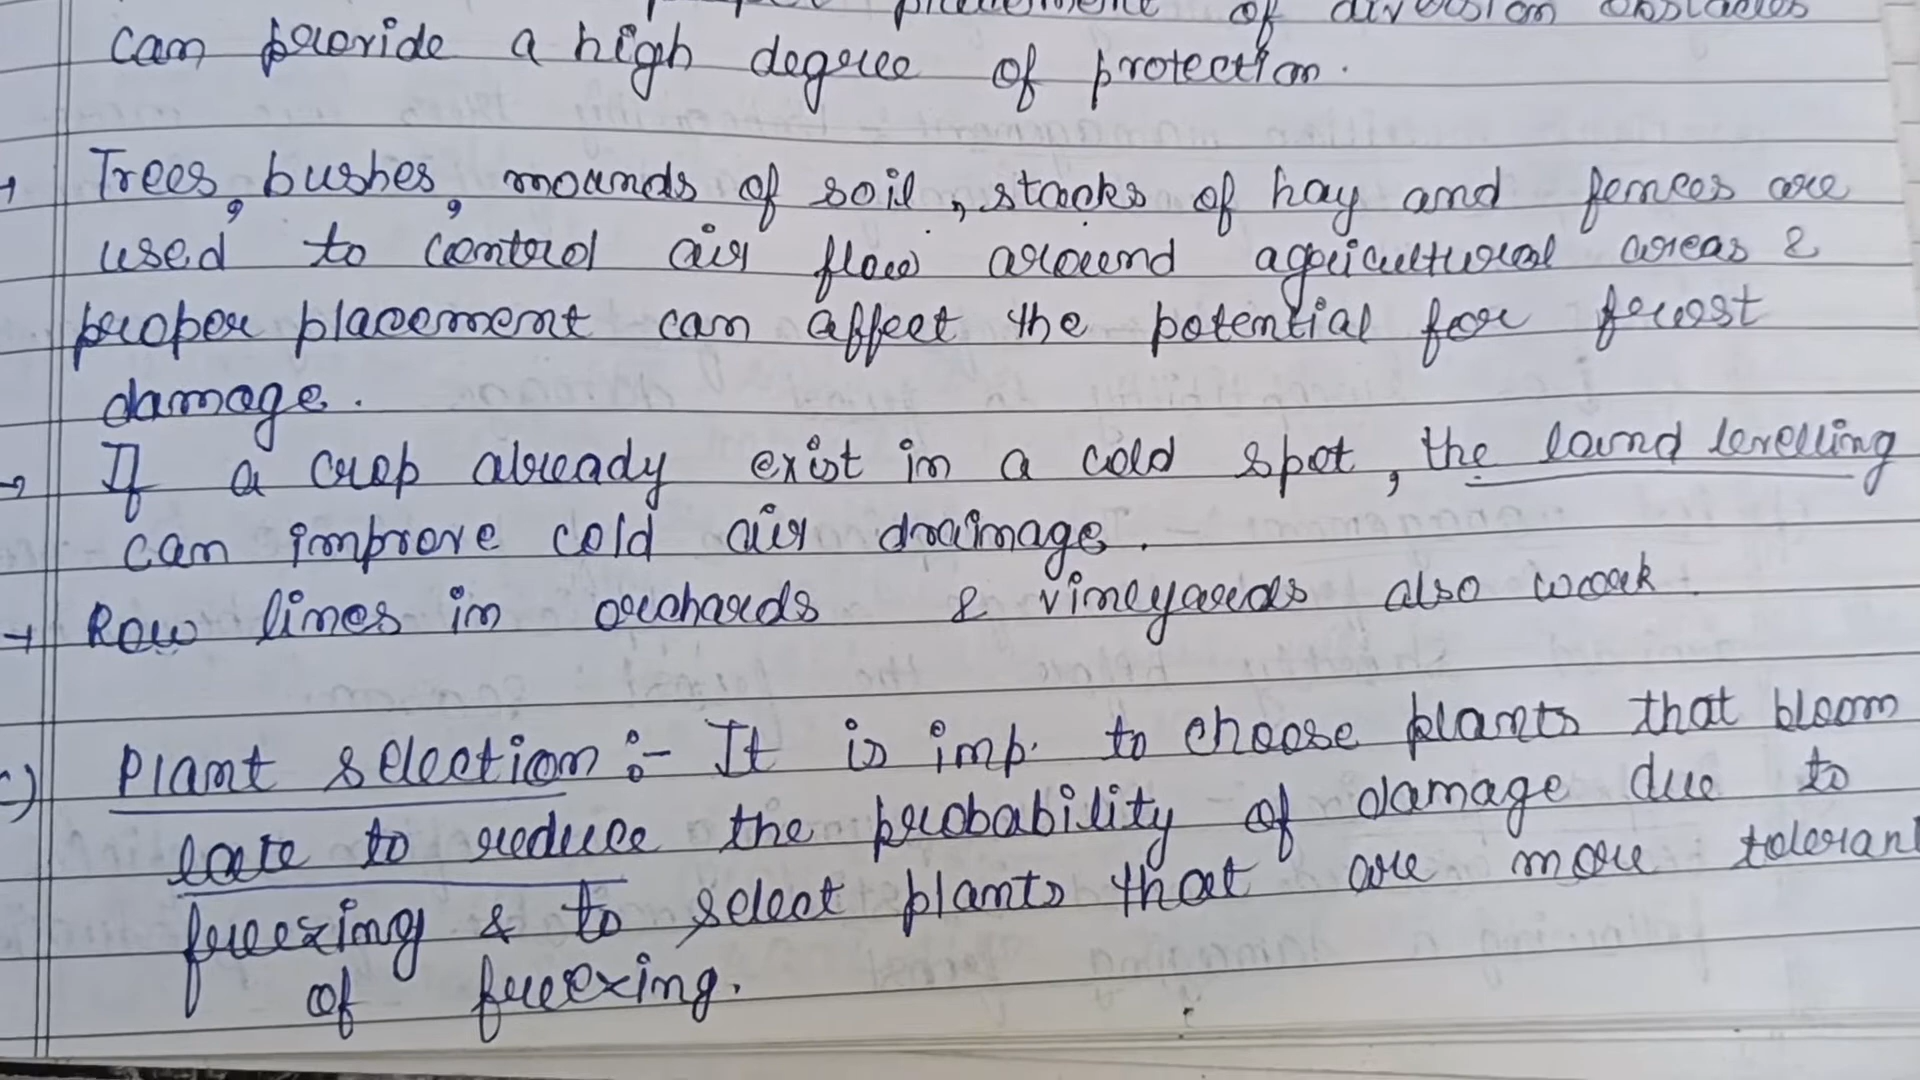 placement of diversion obstacles
can provide a high degree of protection.
→ Trees, bushes, mounds of soil, stacks of hay and fences are
used to control air flow around agricultural areas &
proper placement can affect the potential for frost
damage.
→ If a crop already exist in a cold spot, the land levelling
can improve cold air drainage.
→ Row lines in orchards & vineyards also work
Plant selection :- It is imp. to choose plants that bloom
late to reduce the probability of damage due to
freezing & to select plants that are more tolerant
of freezing.